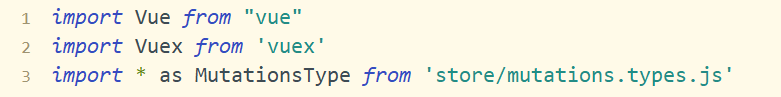 1 import Vue from "vue"
2 import Vuex from 'vuex'
3 import * as MutationsType from 'store/mutations.types.js'